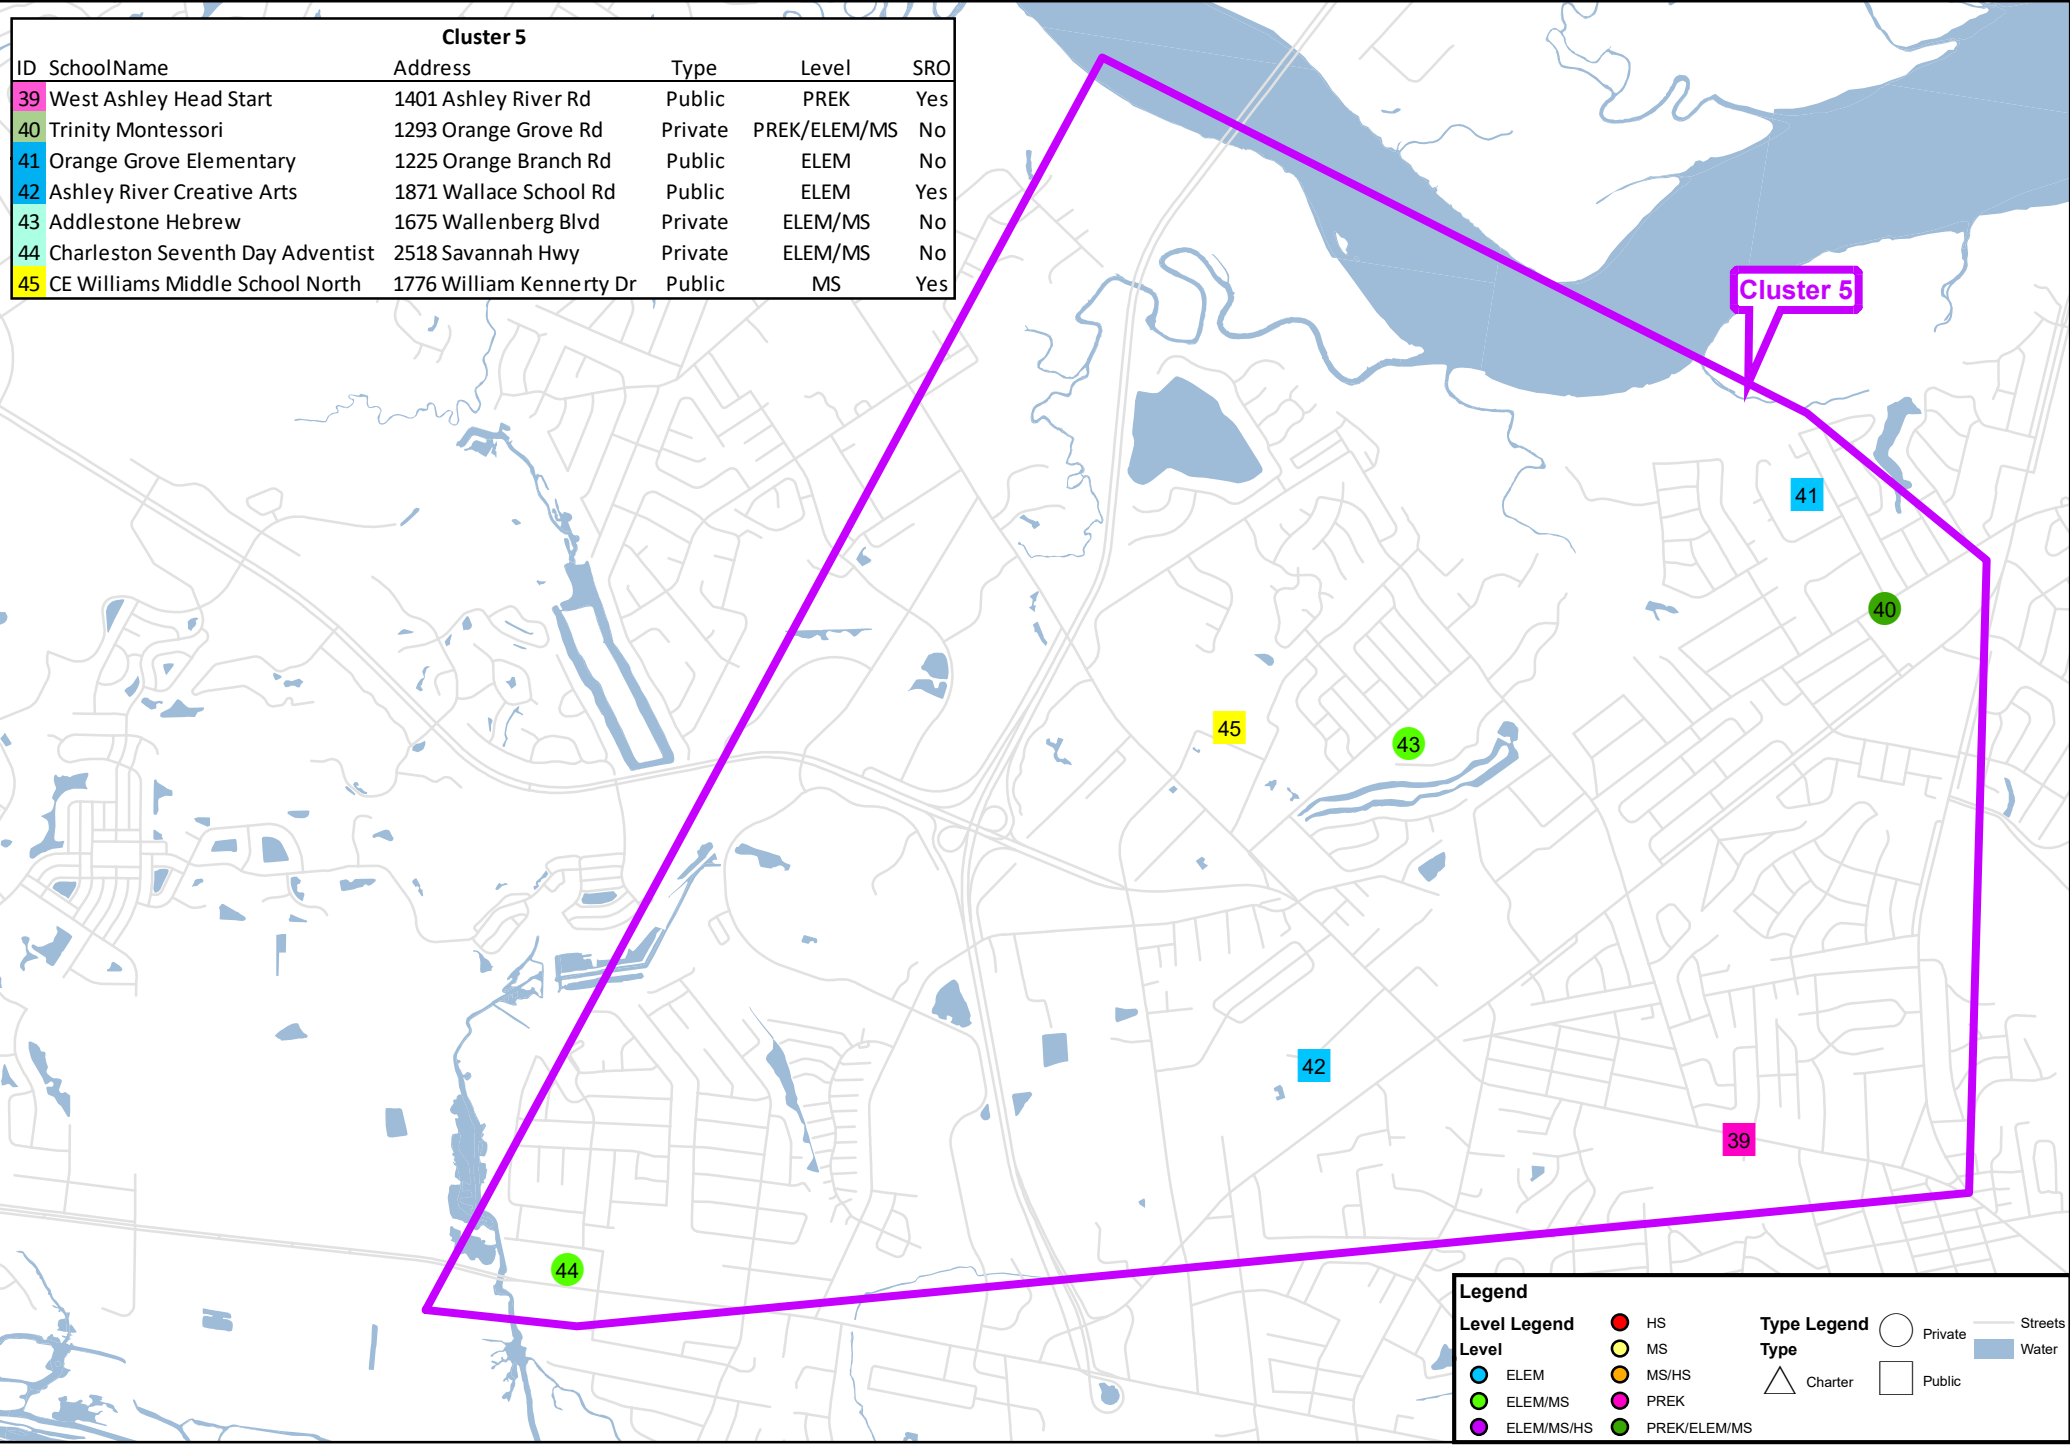 Cluster 5
ID SchoolName Address Type Level SRO
39 West Ashley Head Start 1401 Ashley River Rd Public PREK Yes
40 Trinity Montessori 1293 Orange Grove Rd Private PREK/ELEM/MS No
41 Orange Grove Elementary 1225 Orange Branch Rd Public ELEM No
42 Ashley River Creative Arts 1871 Wallace School Rd Public ELEM Yes
43 Addlestone Hebrew 1675 Wallenberg Blvd Private ELEM/MS No
44 Charleston Seventh Day Adventist 2518 Savannah Hwy Private ELEM/MS No
45 CE Williams Middle School North 1776 William Kennerty Dr Public MS Yes
Cluster 5
41
40
45
43
42
39
44
Legend
Level Legend
Level
ELEM
ELEM/MS
ELEM/MS/HS
HS
MS
MS/HS
PREK
PREK/ELEM/MS
Type Legend
Type
Charter
Private
Public
Streets
Water